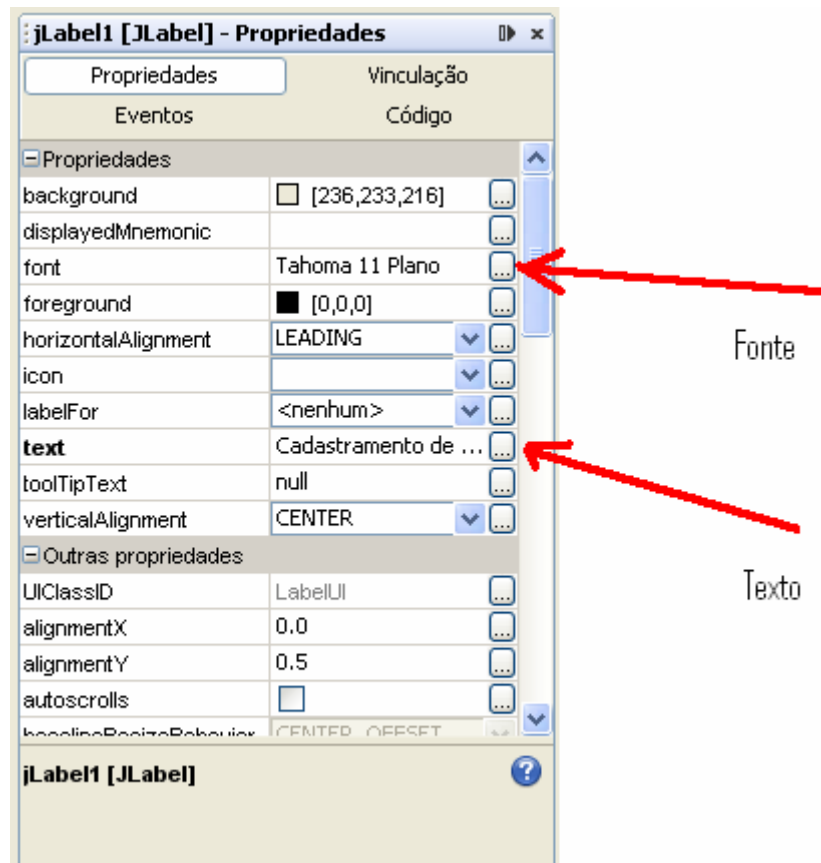 jLabel1 [JLabel] - Propriedades
Propriedades Vinculação
Eventos Código
Propriedades
background [236,233,216] ...
displayedMnemonic ...
font Tahoma 11 Plano ...
foreground [0,0,0] ...
horizontalAlignment LEADING ...
Fonte
icon ...
labelFor <nenhum> ...
text Cadastramento de ... ...
toolTipText null ...
verticalAlignment CENTER ...
Outras propriedades
UIClassID LabelUI ...
Texto
alignmentX 0.0 ...
alignmentY 0.5 ...
autoscrolls ...
CENTER_OFFSET
jLabel1 [JLabel] ?